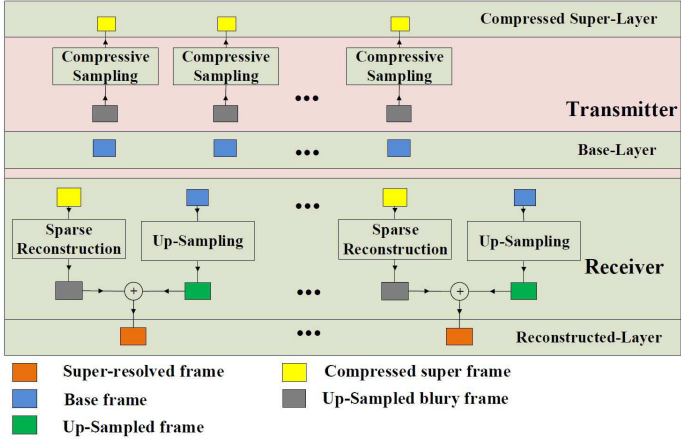 Compressed Super-Layer
Compressive Sampling
Compressive Sampling
Compressive Sampling
Transmitter
Base-Layer
Sparse Reconstruction
Up-Sampling
Sparse Reconstruction
Up-Sampling
Receiver
+
+
Reconstructed-Layer
Super-resolved frame
Compressed super frame
Base frame
Up-Sampled blury frame
Up-Sampled frame